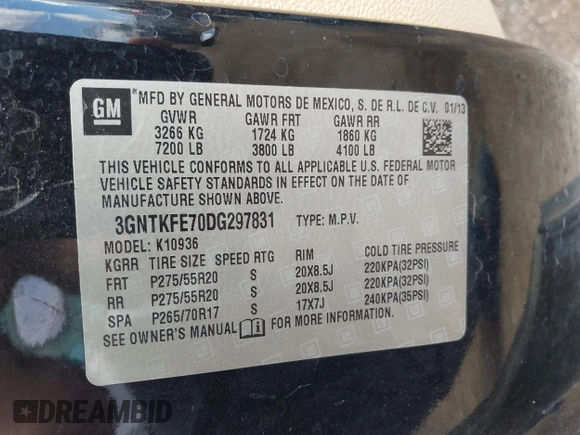 GM
MFD BY GENERAL MOTORS DE MEXICO, S. DE R.L. DE C.V. 01/13
GVWR GAWR FRT GAWR RR
3266 KG 1724 KG 1860 KG
7200 LB 3800 LB 4100 LB
THIS VEHICLE CONFORMS TO ALL APPLICABLE U.S. FEDERAL MOTOR
VEHICLE SAFETY STANDARDS IN EFFECT ON THE DATE OF
MANUFACTURE SHOWN ABOVE.
3GNTKFE70DG297831 TYPE: M.P.V.
MODEL: K10936
KGRR TIRE SIZE SPEED RTG RIM COLD TIRE PRESSURE
FRT P275/55R20 S 20X8.5J 220KPA(32PSI)
RR P275/55R20 S 20X8.5J 220KPA(32PSI)
SPA P265/70R17 S 17X7J 240KPA(35PSI)
SEE OWNER'S MANUAL FOR MORE INFORMATION.
DREAMBID